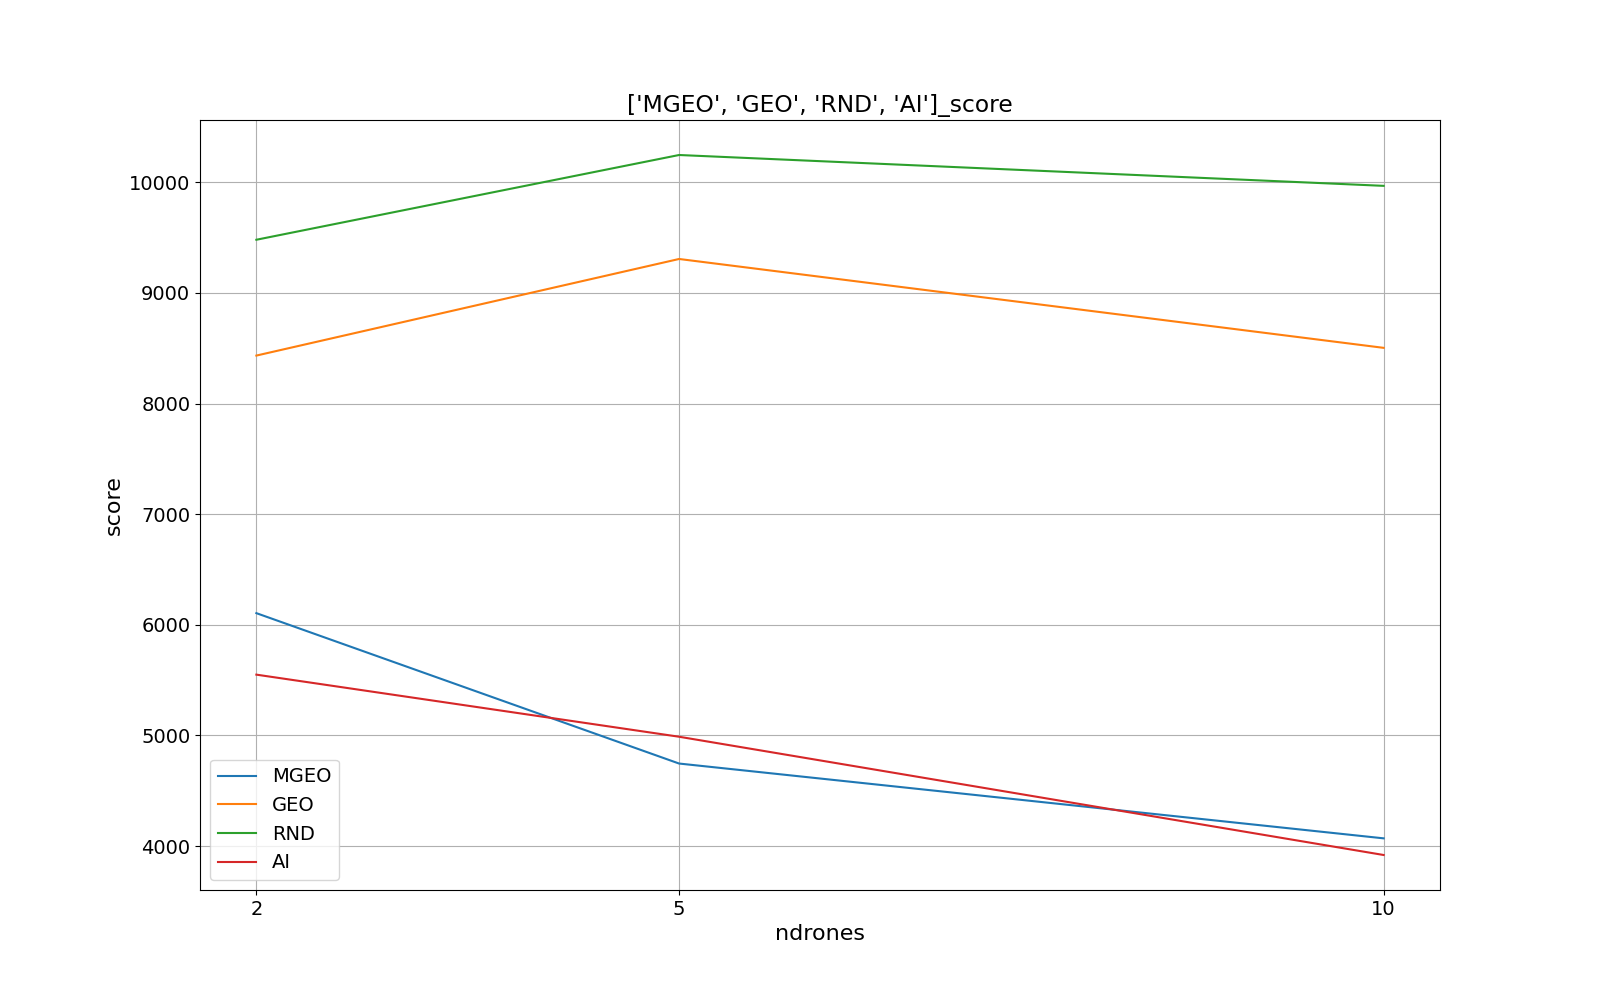 ['MGEO', 'GEO', 'RND', 'AI']_score
10000
9000
8000
7000
6000
5000
4000
score
MGEO
GEO
RND
AI
2 5 10
ndrones